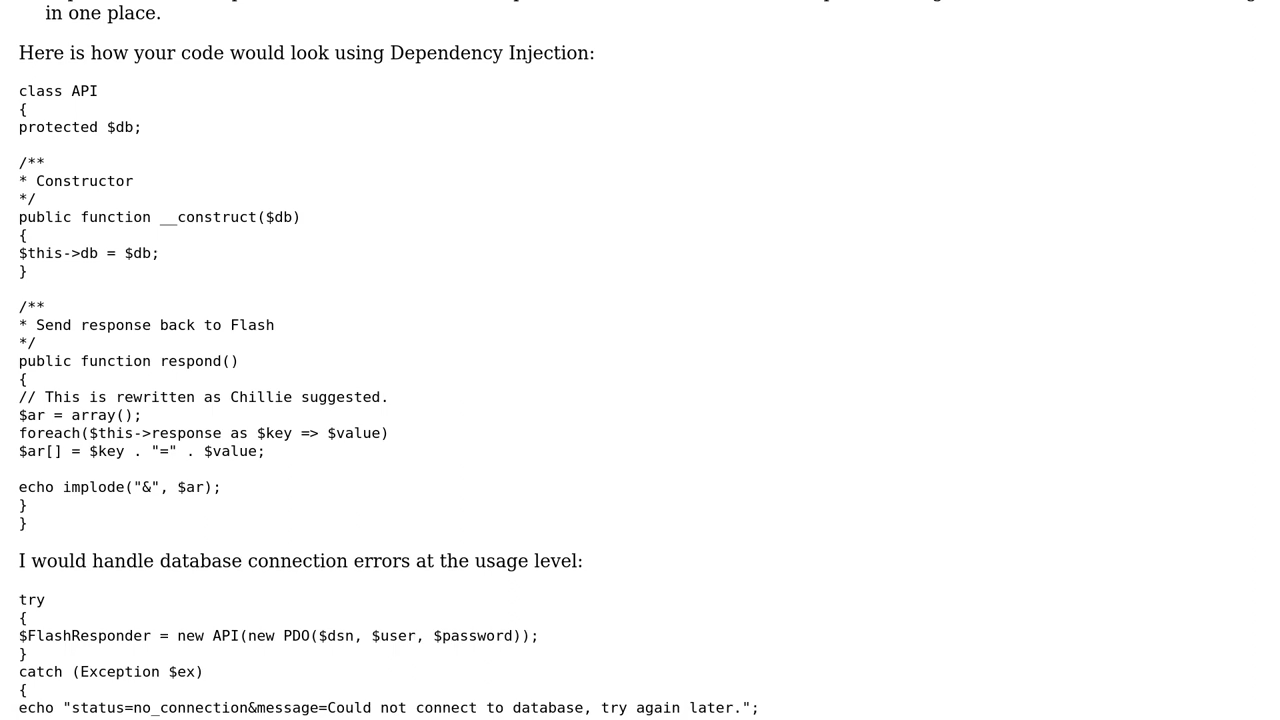 in one place.
Here is how your code would look using Dependency Injection:
class API
{
protected $db;
/**
* Constructor
*/
public function __construct($db)
{
$this->db = $db;
}
/**
* Send response back to Flash
*/
public function respond()
{
// This is rewritten as Chillie suggested.
$ar = array();
foreach($this->response as $key => $value)
$ar[] = $key . "=" . $value;
echo implode("&", $ar);
}
}
I would handle database connection errors at the usage level:
try
{
$FlashResponder = new API(new PDO($dsn, $user, $password));
}
catch (Exception $ex)
{
echo "status=no_connection&message=Could not connect to database, try again later.";